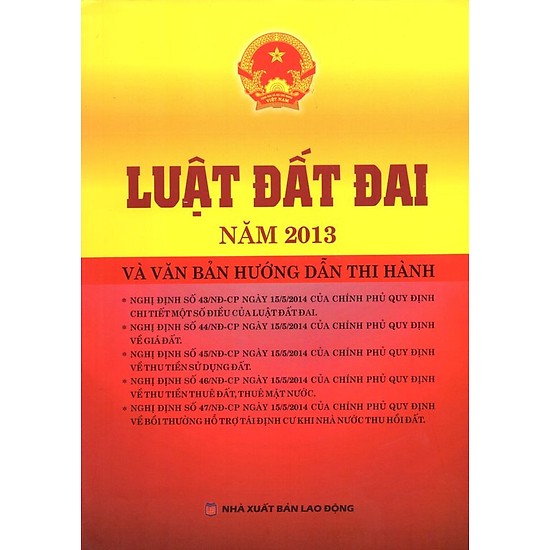 VIỆT NAM
LUẬT ĐẤT ĐAI
NĂM 2013
VÀ VĂN BẢN HƯỚNG DẪN THI HÀNH
* NGHỊ ĐỊNH SỐ 43/NĐ-CP NGÀY 15/5/2014 CỦA CHÍNH PHỦ QUY ĐỊNH
CHI TIẾT MỘT SỐ ĐIỀU CỦA LUẬT ĐẤT ĐAI.
* NGHỊ ĐỊNH SỐ 44/NĐ-CP NGÀY 15/5/2014 CỦA CHÍNH PHỦ QUY ĐỊNH
VỀ GIÁ ĐẤT.
* NGHỊ ĐỊNH SỐ 45/NĐ-CP NGÀY 15/5/2014 CỦA CHÍNH PHỦ QUY ĐỊNH
VỀ THU TIỀN SỬ DỤNG ĐẤT.
* NGHỊ ĐỊNH SỐ 46/NĐ-CP NGÀY 15/5/2014 CỦA CHÍNH PHỦ QUY ĐỊNH
VỀ THU TIỀN THUÊ ĐẤT, THUÊ MẶT NƯỚC.
* NGHỊ ĐỊNH SỐ 47/NĐ-CP NGÀY 15/5/2014 CỦA CHÍNH PHỦ QUY ĐỊNH
VỀ BỒI THƯỜNG HỖ TRỢ TÁI ĐỊNH CƯ KHI NHÀ NƯỚC THU HỒI ĐẤT.
NHÀ XUẤT BẢN LAO ĐỘNG